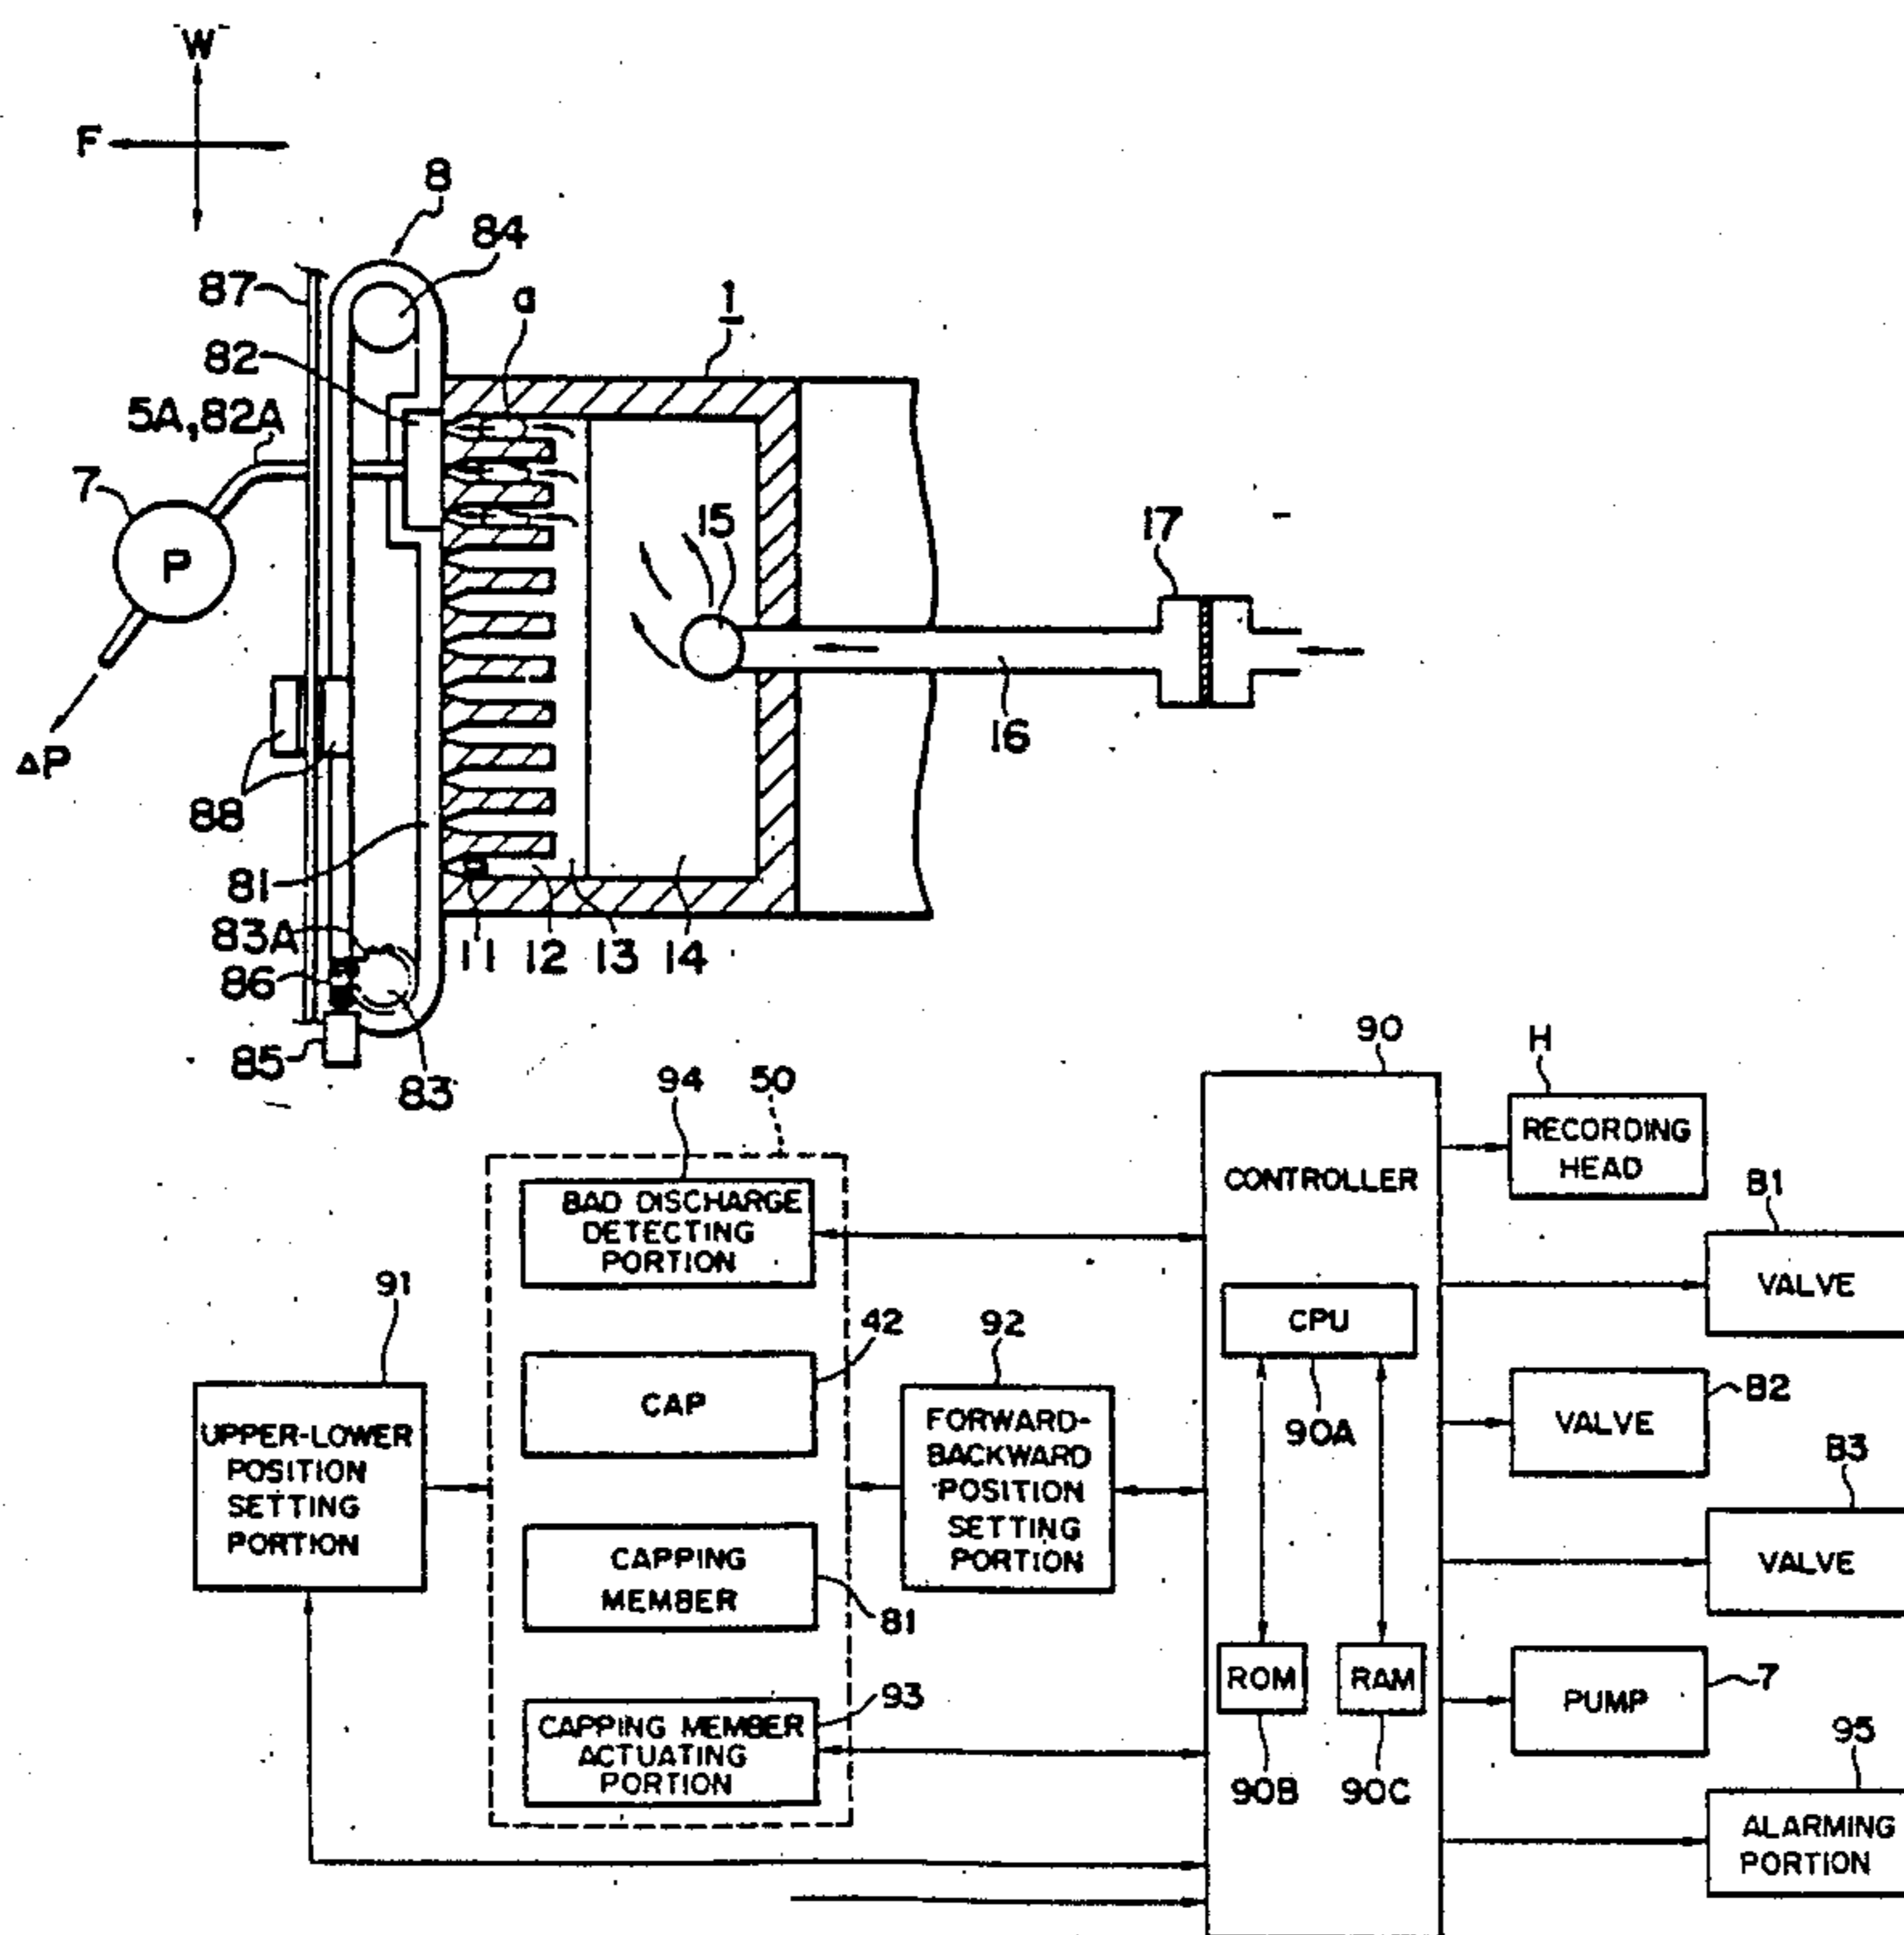 W
F
8
84
87
a
1
82
5A,82A
7
15
17
P
16
ΔP
88
81
83A
11 12 13 14
86
85
83
90
H
94
50
RECORDING
HEAD
CONTROLLER
B1
BAD DISCHARGE
DETECTING
PORTION
91
VALVE
42
92
CPU
CAP
B2
UPPER-LOWER
POSITION
SETTING
PORTION
FORWARD-
BACKWARD
POSITION
SETTING
PORTION
90A
VALVE
B3
CAPPING
MEMBER
VALVE
81
ROM
RAM
93
7
PUMP
CAPPING MEMBER
ACTUATING
PORTION
95
90B
90C
ALARMING
PORTION